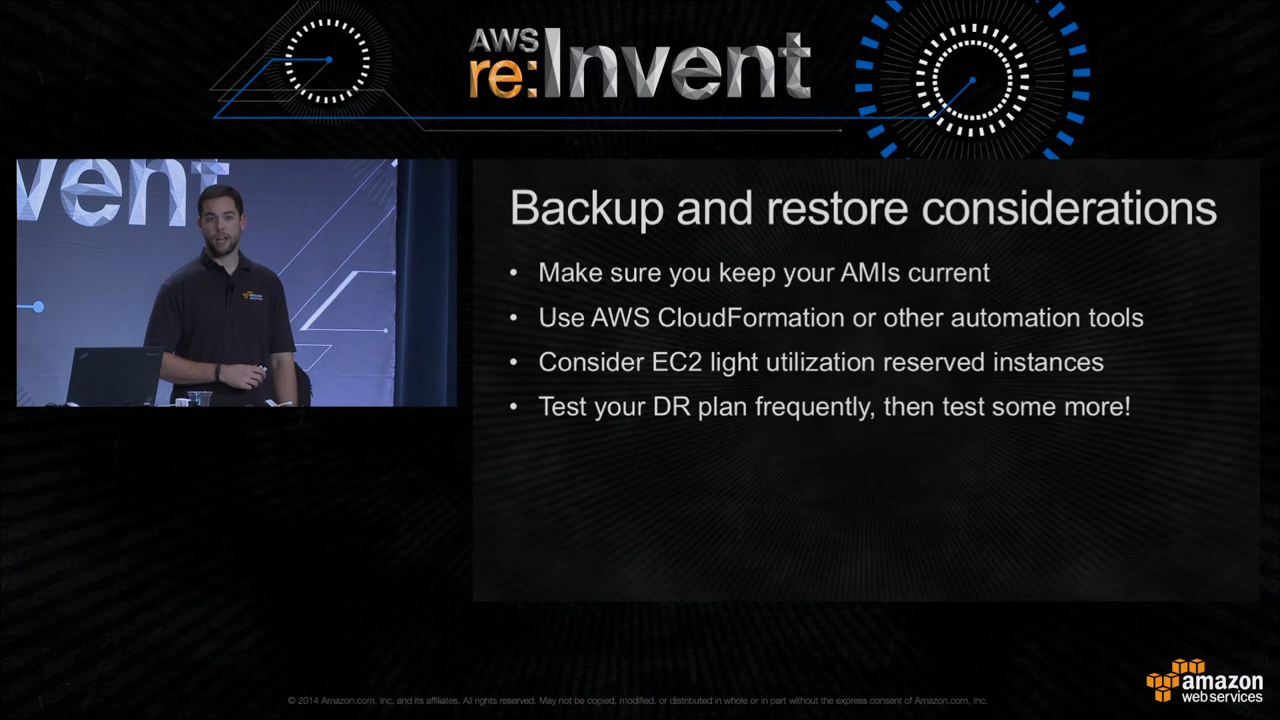 AWS
re:Invent
vent
Backup and restore considerations
• Make sure you keep your AMIs current
• Use AWS CloudFormation or other automation tools
• Consider EC2 light utilization reserved instances
• Test your DR plan frequently, then test some more!
© 2014 Amazon.com, inc. and its affiliates. All rights reserved. May not be copied, modified, or distributed in whole or in part without the express consent of Amazon.com, inc.
amazon
web services